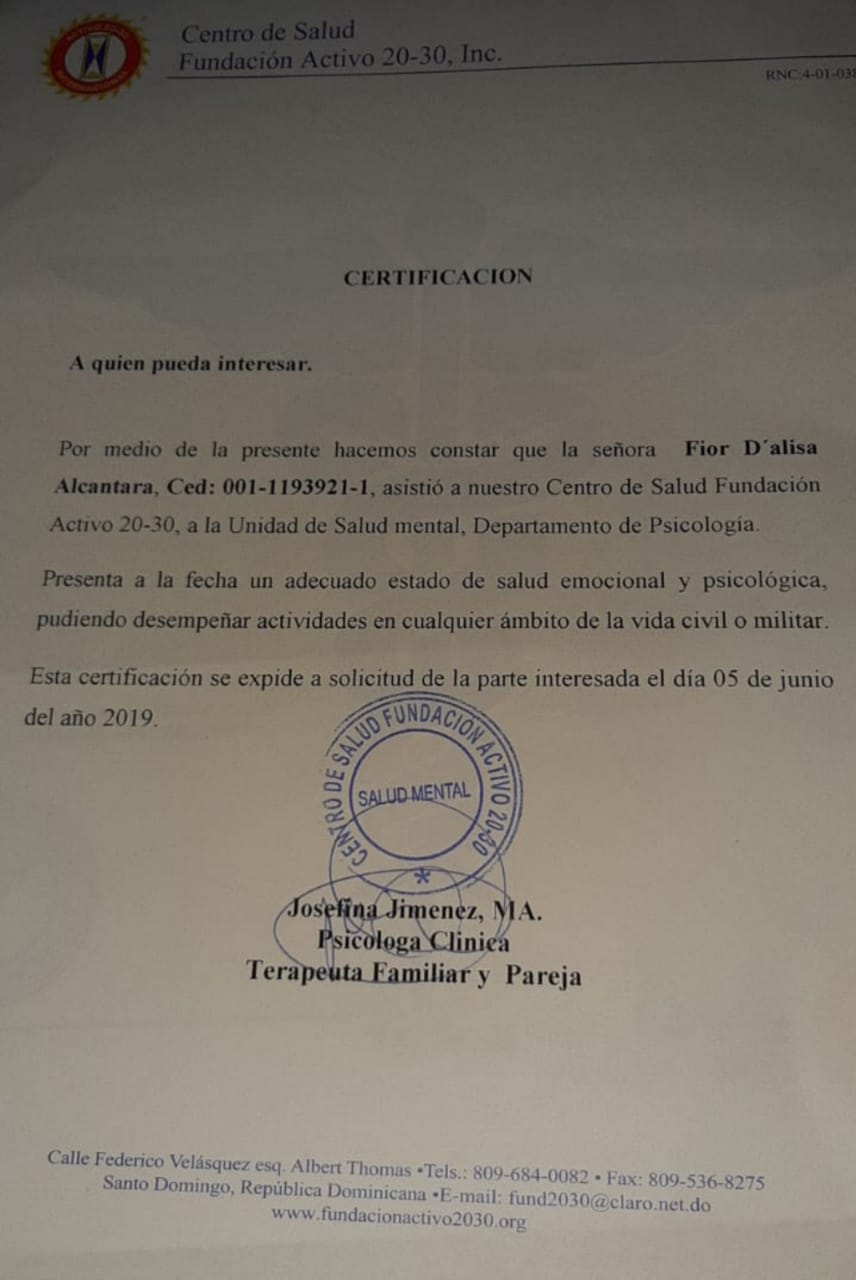 Centro de Salud
Fundación Activo 20-30, Inc.
RNC:4-01-038
CERTIFICACION
A quien pueda interesar.
Por medio de la presente hacemos constar que la señora Fior D´alisa
Alcantara, Ced: 001-1193921-1, asistió a nuestro Centro de Salud Fundación
Activo 20-30, a la Unidad de Salud mental, Departamento de Psicología.
Presenta a la fecha un adecuado estado de salud emocional y psicológica,
pudiendo desempeñar actividades en cualquier ámbito de la vida civil o militar.
Esta certificación se expide a solicitud de la parte interesada el día 05 de junio
del año 2019.
CENTRO DE SALUD FUNDACION ACTIVO 20-30
SALUD MENTAL
*
Josefina Jimenez, MA.
Psicologa Clinica
Terapeuta Familiar y Pareja
Calle Federico Velásquez esq. Albert Thomas •Tels.: 809-684-0082 • Fax: 809-536-8275
Santo Domingo, República Dominicana •E-mail: fund2030@claro.net.do
www.fundacionactivo2030.org